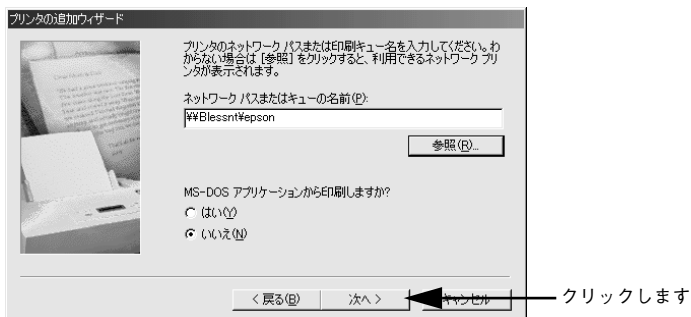 プリンタの追加ウィザード
プリンタのネットワーク パスまたは印刷キュー名を入力してください。わ
からない場合は [参照] をクリックすると、利用できるネットワーク プリ
ンタが表示されます。
ネットワーク パスまたはキューの名前(P):
¥¥Blessnt¥epson
参照(R)...
MS-DOS アプリケーションから印刷しますか?
はい(Y)
いいえ(N)
< 戻る(B)
次へ >
キャンセル
クリックします